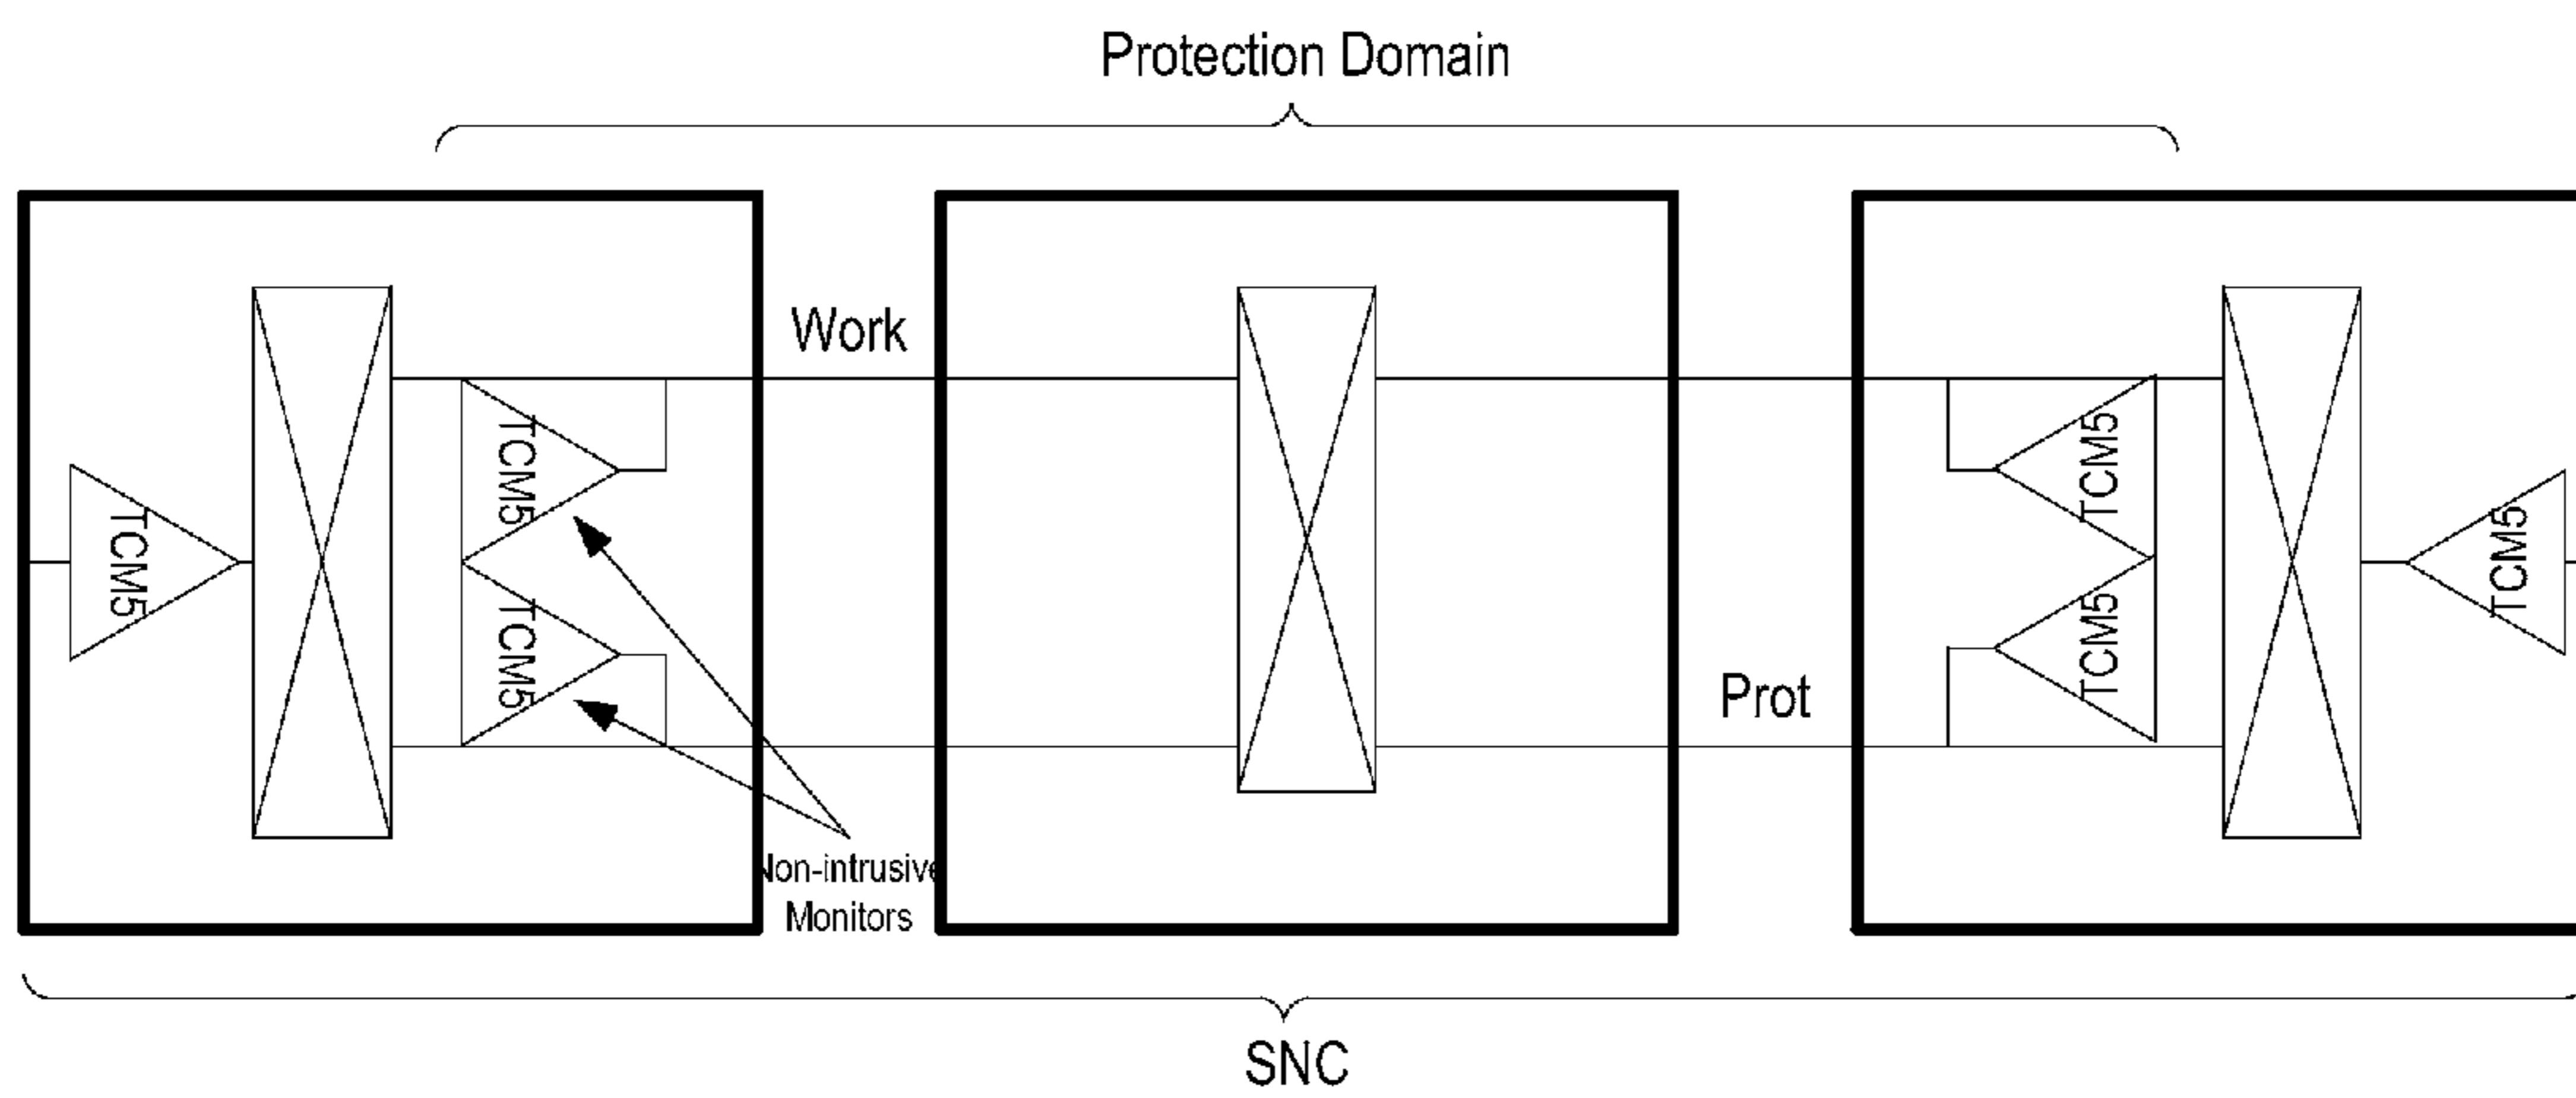 Protection Domain
Work
TCM5
TCM5
TCM5
TCM5
TCM5
TCM5
Prot
Non-intrusive
Monitors
SNC